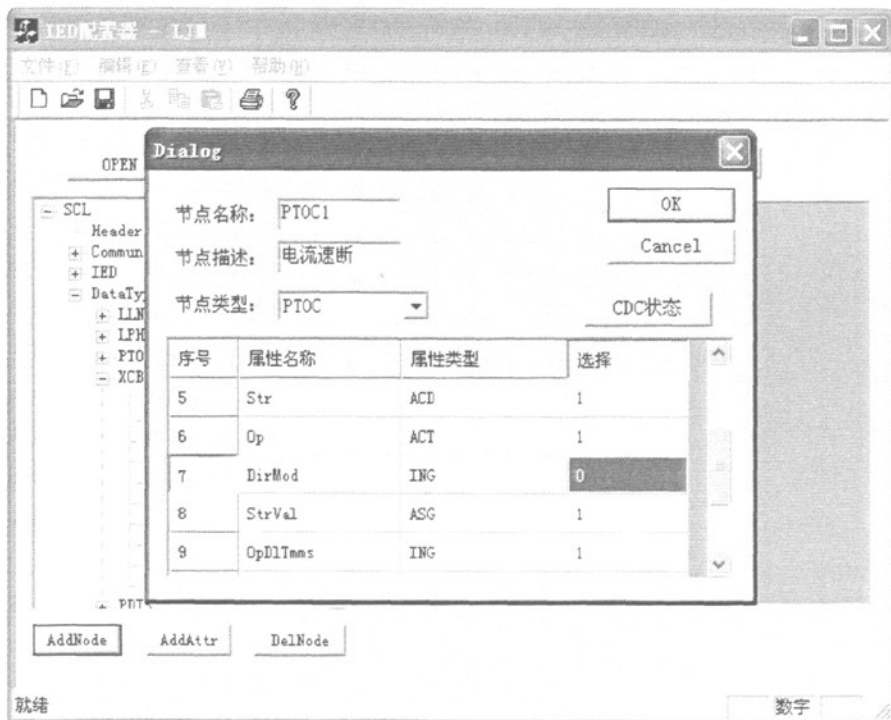 IED配置器 - LJM
文件(F) 编辑(E) 查看(V) 帮助(H)
OPEN
Dialog
节点名称: PTOC1
OK
节点描述: 电流速断
Cancel
节点类型: PTOC
CDC状态
SCL
Header
Commun
IED
DataTy
LLN
LPH
PTO
XCB
序号 属性名称 属性类型 选择
5 Str ACD 1
6 Op ACT 1
7 DirMod ING 0
8 StrVal ASG 1
9 OpDlTmms ING 1
AddNode AddAttr DelNode
就绪
数字